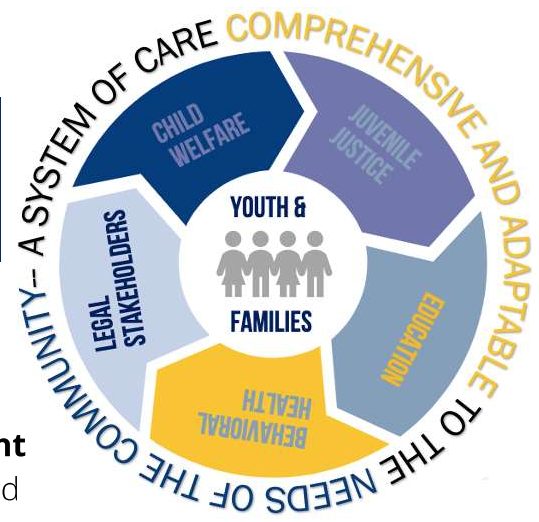 A SYSTEM OF CARE COMPREHENSIVE AND ADAPTABLE TO THE NEEDS OF THE COMMUNITY--
CHILD
WELFARE
JUVENILE
JUSTICE
EDUCATION
BEHAVIORAL
HEALTH
LEGAL
STAKEHOLDERS
YOUTH &
FAMILIES
nt
d